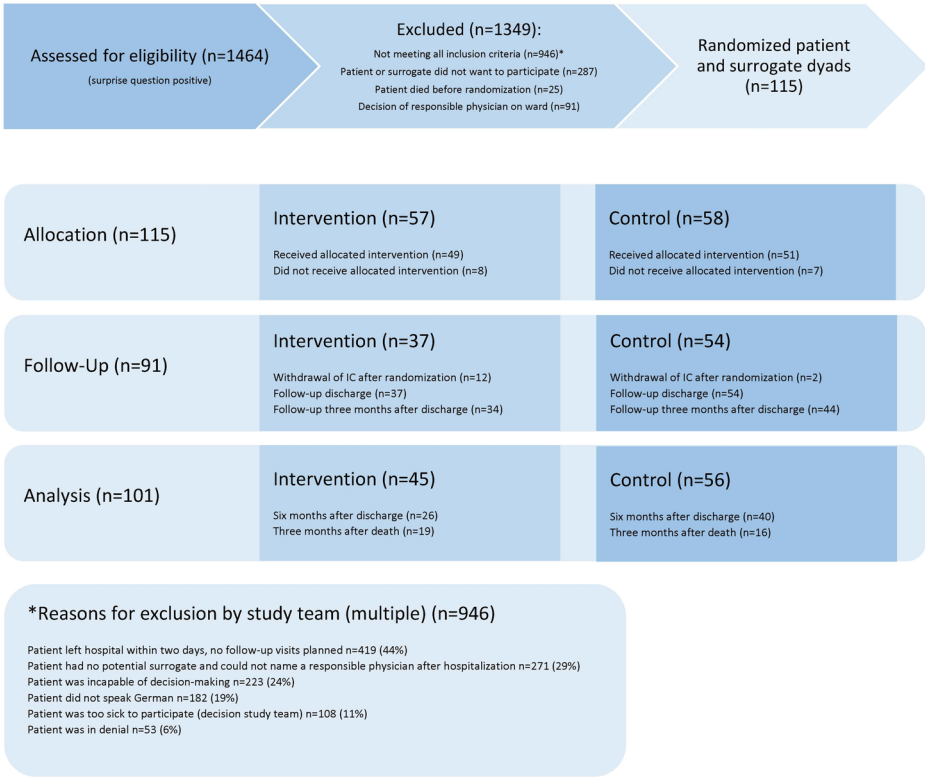 Assessed for eligibility (n=1464)
(surprise question positive)
Excluded (n=1349):
Not meeting all inclusion criteria (n=946)*
Patient or surrogate did not want to participate (n=287)
Patient died before randomization (n=25)
Decision of responsible physician on ward (n=91)
Randomized patient
and surrogate dyads
(n=115)
Allocation (n=115)
Intervention (n=57)
Received allocated intervention (n=49)
Did not receive allocated intervention (n=8)
Control (n=58)
Received allocated intervention (n=51)
Did not receive allocated intervention (n=7)
Follow-Up (n=91)
Intervention (n=37)
Withdrawal of IC after randomization (n=12)
Follow-up discharge (n=37)
Follow-up three months after discharge (n=34)
Control (n=54)
Withdrawal of IC after randomization (n=2)
Follow-up discharge (n=54)
Follow-up three months after discharge (n=44)
Analysis (n=101)
Intervention (n=45)
Six months after discharge (n=26)
Three months after death (n=19)
Control (n=56)
Six months after discharge (n=40)
Three months after death (n=16)
*Reasons for exclusion by study team (multiple) (n=946)
Patient left hospital within two days, no follow-up visits planned n=419 (44%)
Patient had no potential surrogate and could not name a responsible physician after hospitalization n=271 (29%)
Patient was incapable of decision-making n=223 (24%)
Patient did not speak German n=182 (19%)
Patient was too sick to participate (decision study team) n=108 (11%)
Patient was in denial n=53 (6%)